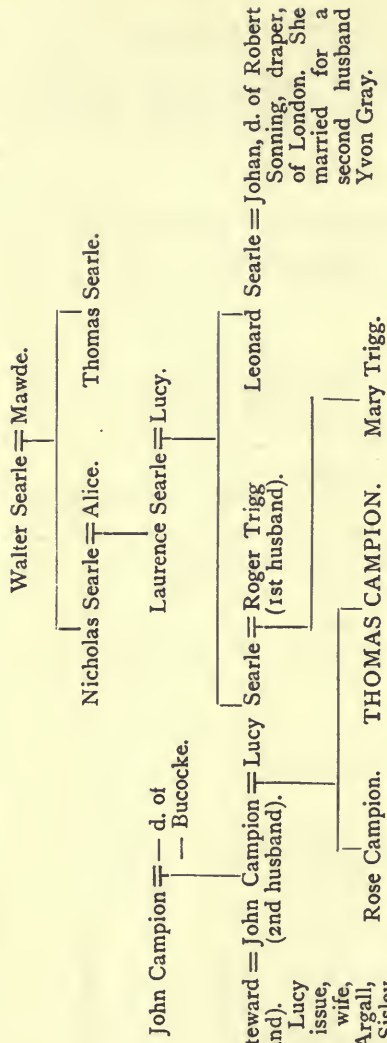 Walter Searle = Mawde.
Nicholas Searle = Alice. Thomas Searle.
Laurence Searle = Lucy.
John Campion = — d. of
— Bucocke.
teward = John Campion = Lucy Searle = Roger Trigg
and). (2nd husband). (1st husband).
Lucy
issue,
wife,
Argall,
Sisley
Leonard Searle = Johan, d. of Robert
Sonning, draper,
of London. She
married for a
second husband
Yvon Gray.
Rose Campion. THOMAS CAMPION. Mary Trigg.